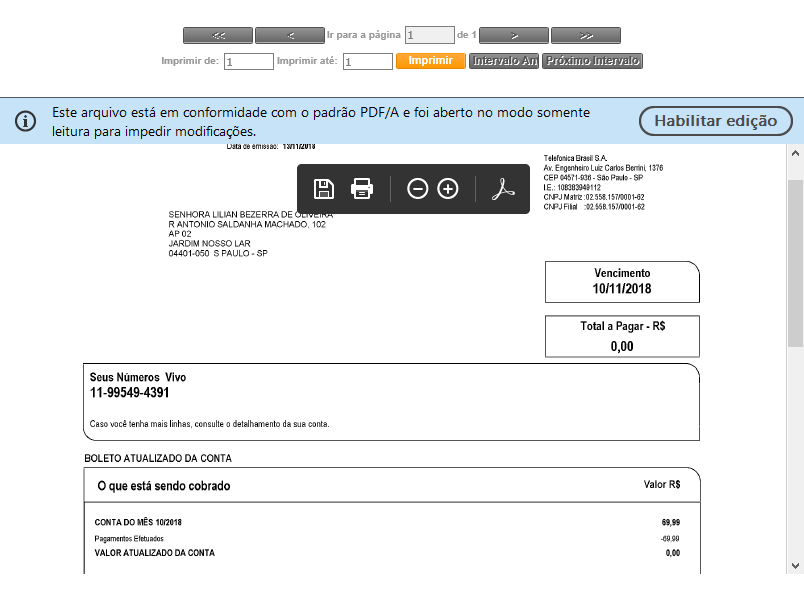 << < Ir para a página 1 de 1 > >>
Imprimir de: 1 Imprimir até: 1 Imprimir Intervalo An Próximo Intervalo
Este arquivo está em conformidade com o padrão PDF/A e foi aberto no modo somente
leitura para impedir modificações.
Habilitar edição
Data de emissão: 13/11/2018
Telefonica Brasil S.A.
Av. Engenheiro Luiz Carlos Berrini, 1376
CEP 04571-936 - São Paulo - SP
I.E.: 108383949112
CNPJ Matriz :02.558.157/0001-62
CNPJ Filial :02.558.157/0001-62
SENHORA LILIAN BEZERRA DE OLIVEIRA
R ANTONIO SALDANHA MACHADO, 102
AP 02
JARDIM NOSSO LAR
04401-050 S PAULO - SP
Vencimento
10/11/2018
Total a Pagar - R$
0,00
Seus Números Vivo
11-99549-4391
Caso você tenha mais linhas, consulte o detalhamento da sua conta.
BOLETO ATUALIZADO DA CONTA
O que está sendo cobrado Valor R$
CONTA DO MÊS 10/2018 69,99
Pagamentos Efetuados -69,99
VALOR ATUALIZADO DA CONTA 0,00